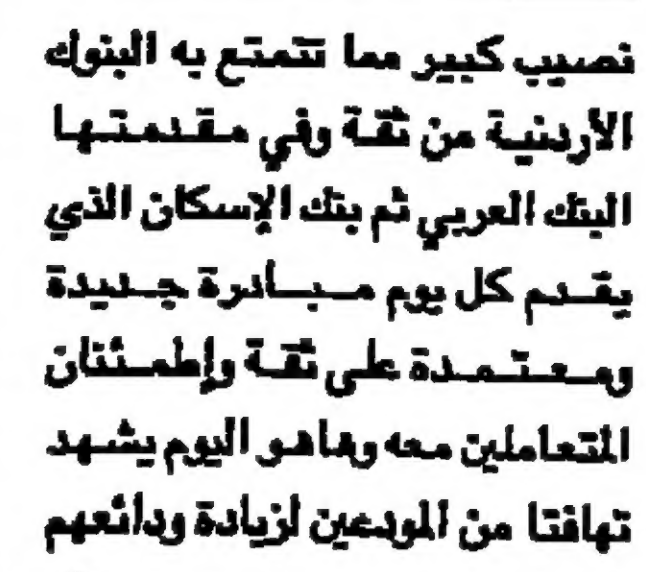 نصيب كبير مما تتمتع به البنوك
الأردنية من ثقة وفي مقدمتها
البنك العربي ثم بنك الإسكان الذي
يقدم كل يوم مبادرة جديدة
ومعتمدة على ثقة وإطمئنان
المتعاملين معه وهاهو اليوم يشهد
تهافتا من المودعين لزيادة ودائعهم